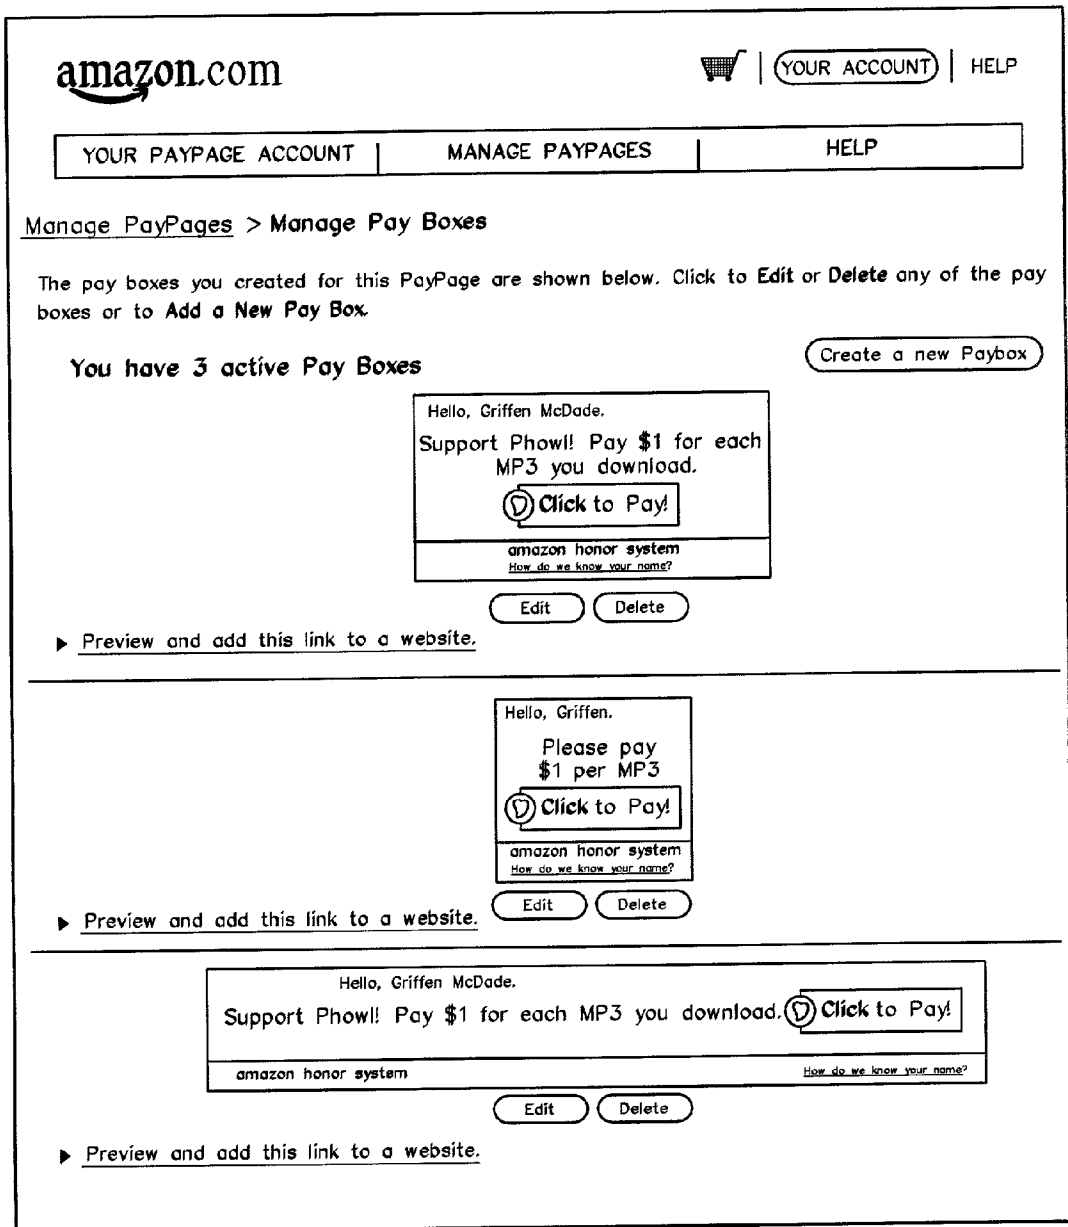 amazon.com
YOUR ACCOUNT | HELP
YOUR PAYPAGE ACCOUNT | MANAGE PAYPAGES | HELP
Manage PayPages > Manage Pay Boxes
The pay boxes you created for this PayPage are shown below. Click to Edit or Delete any of the pay
boxes or to Add a New Pay Box.
You have 3 active Pay Boxes
Create a new Paybox
Hello, Griffen McDade.
Support Phowl! Pay $1 for each
MP3 you download.
Click to Pay!
amazon honor system
How do we know your name?
Edit Delete
Preview and add this link to a website.
Hello, Griffen.
Please pay
$1 per MP3
Click to Pay!
amazon honor system
How do we know your name?
Edit Delete
Preview and add this link to a website.
Hello, Griffen McDade.
Support Phowl! Pay $1 for each MP3 you download. Click to Pay!
amazon honor system How do we know your name?
Edit Delete
Preview and add this link to a website.